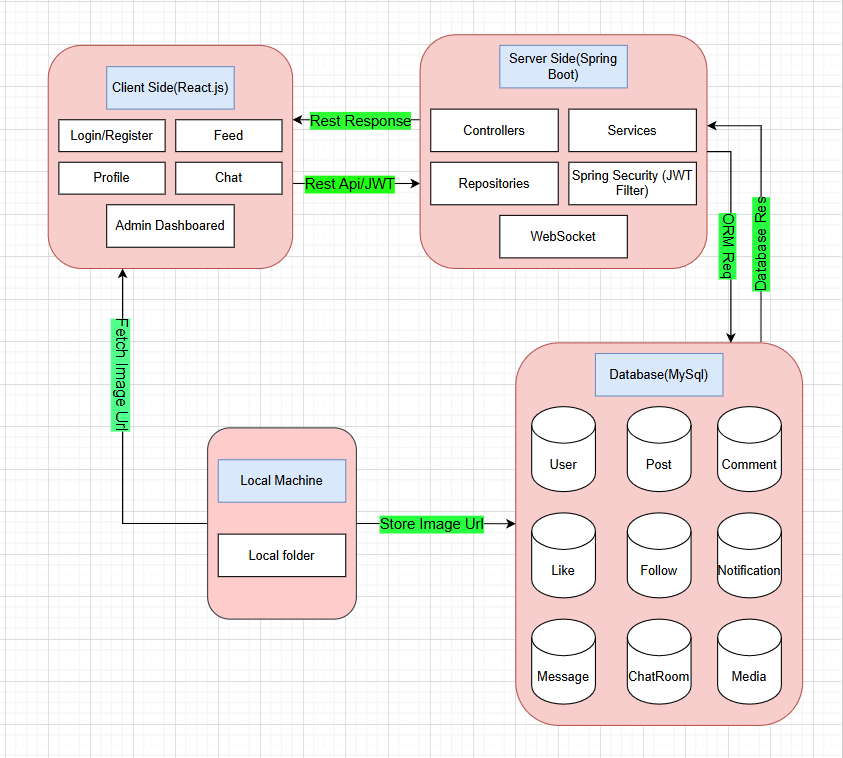 Client Side(React.js)
Login/Register
Feed
Profile
Chat
Admin Dashboared
Rest Response
Rest Api/JWT
Server Side(Spring
Boot)
Controllers
Services
Repositories
Spring Security (JWT
Filter)
WebSocket
ORM Req
Database Res
Fetch Image Url
Local Machine
Local folder
Store Image Url
Database(MySql)
User
Post
Comment
Like
Follow
Notification
Message
ChatRoom
Media